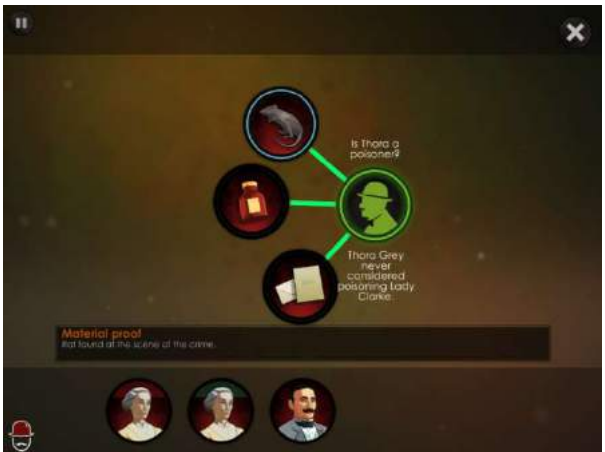 Is Thora a
poisoner?
Thora Grey
never
considered
poisoning Lady
Clarke.
Material proof
Rat found at the scene of the crime.